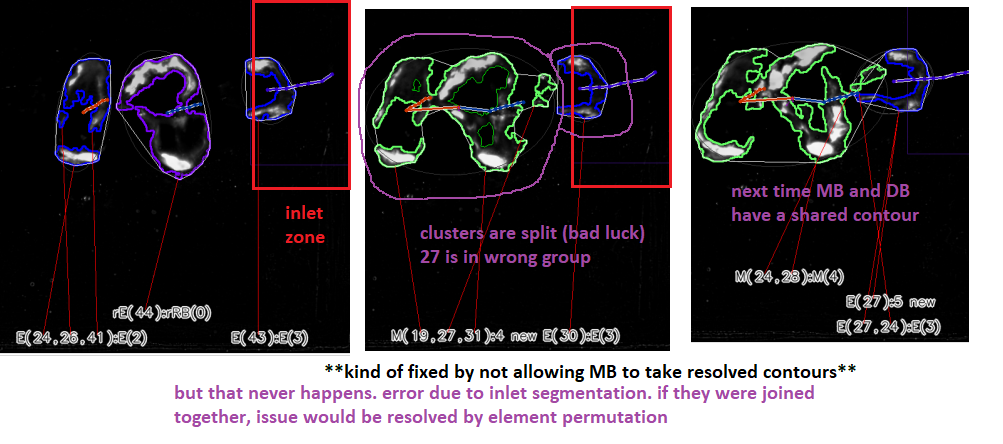 inlet
zone
rE(44):rRB(0)
E(24,26,41):E(2)
E(43):E(3)
clusters are split (bad luck)
27 is in wrong group
M(19,27,31):4 new E(30):E(3)
next time MB and DB
have a shared contour
M(24,28):M(4)
E(27):5 new
E(27,24):E(3)
**kind of fixed by not allowing MB to take resolved contours**
but that never happens. error due to inlet segmentation. if they were joined
together, issue would be resolved by element permutation